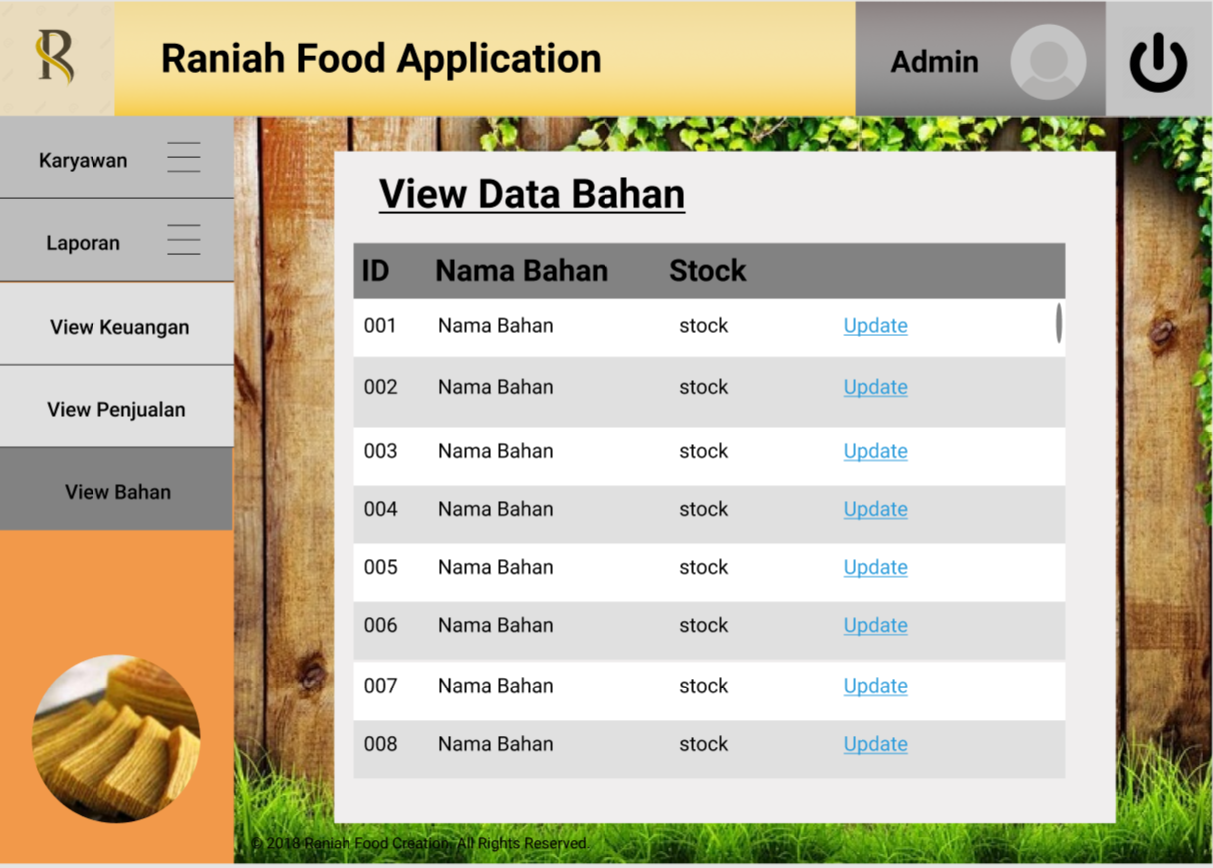 R
Raniah Food Application
Admin
Karyawan
Laporan
View Keuangan
View Penjualan
View Bahan
View Data Bahan
ID Nama Bahan Stock
001 Nama Bahan stock Update
002 Nama Bahan stock Update
003 Nama Bahan stock Update
004 Nama Bahan stock Update
005 Nama Bahan stock Update
006 Nama Bahan stock Update
007 Nama Bahan stock Update
008 Nama Bahan stock Update
© 2018 Raniah Food Creation. All Rights Reserved.